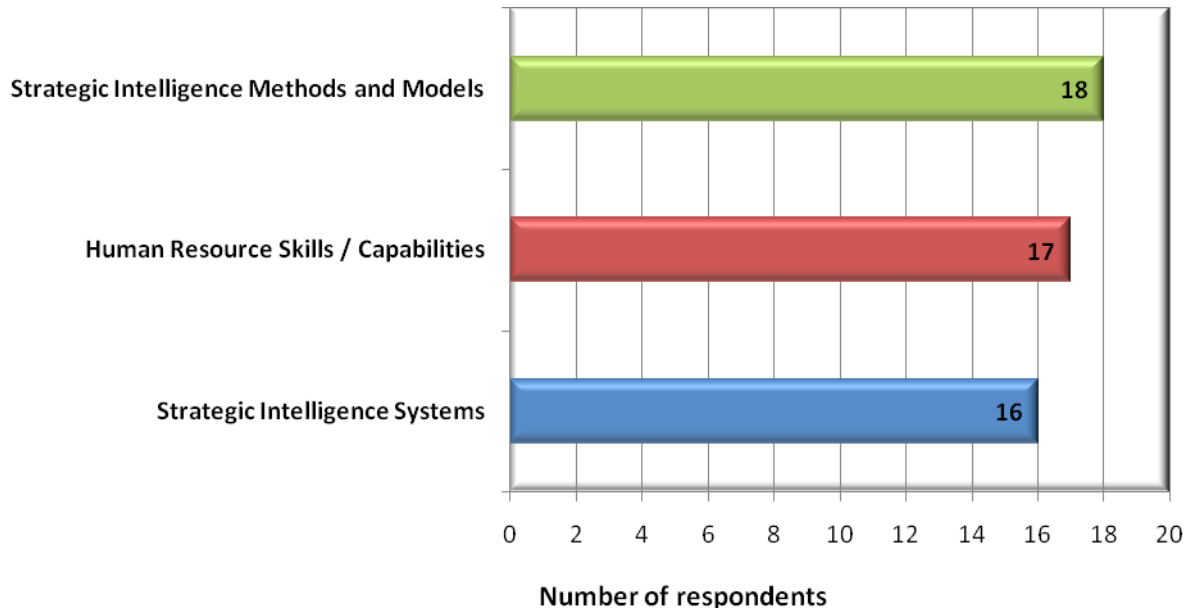 Strategic Intelligence Methods and Models
18
Human Resource Skills / Capabilities
17
Strategic Intelligence Systems
16
0 2 4 6 8 10 12 14 16 18 20
Number of respondents